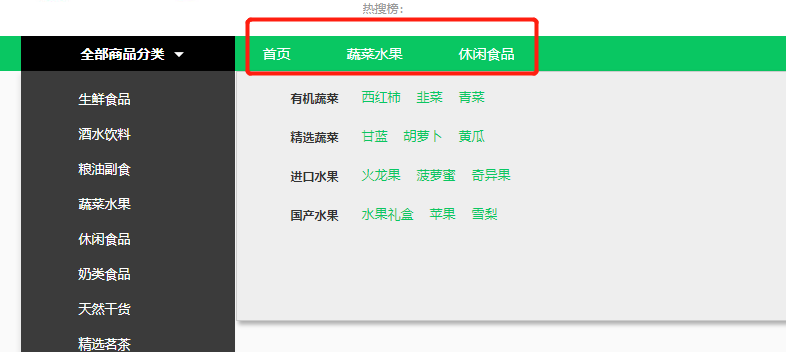 热搜榜：
全部商品分类 首页 蔬菜水果 休闲食品
生鲜食品
酒水饮料
粮油副食
蔬菜水果
休闲食品
奶类食品
天然干货
精选茗茶
有机蔬菜 西红柿 韭菜 青菜
精选蔬菜 甘蓝 胡萝卜 黄瓜
进口水果 火龙果 菠萝蜜 奇异果
国产水果 水果礼盒 苹果 雪梨